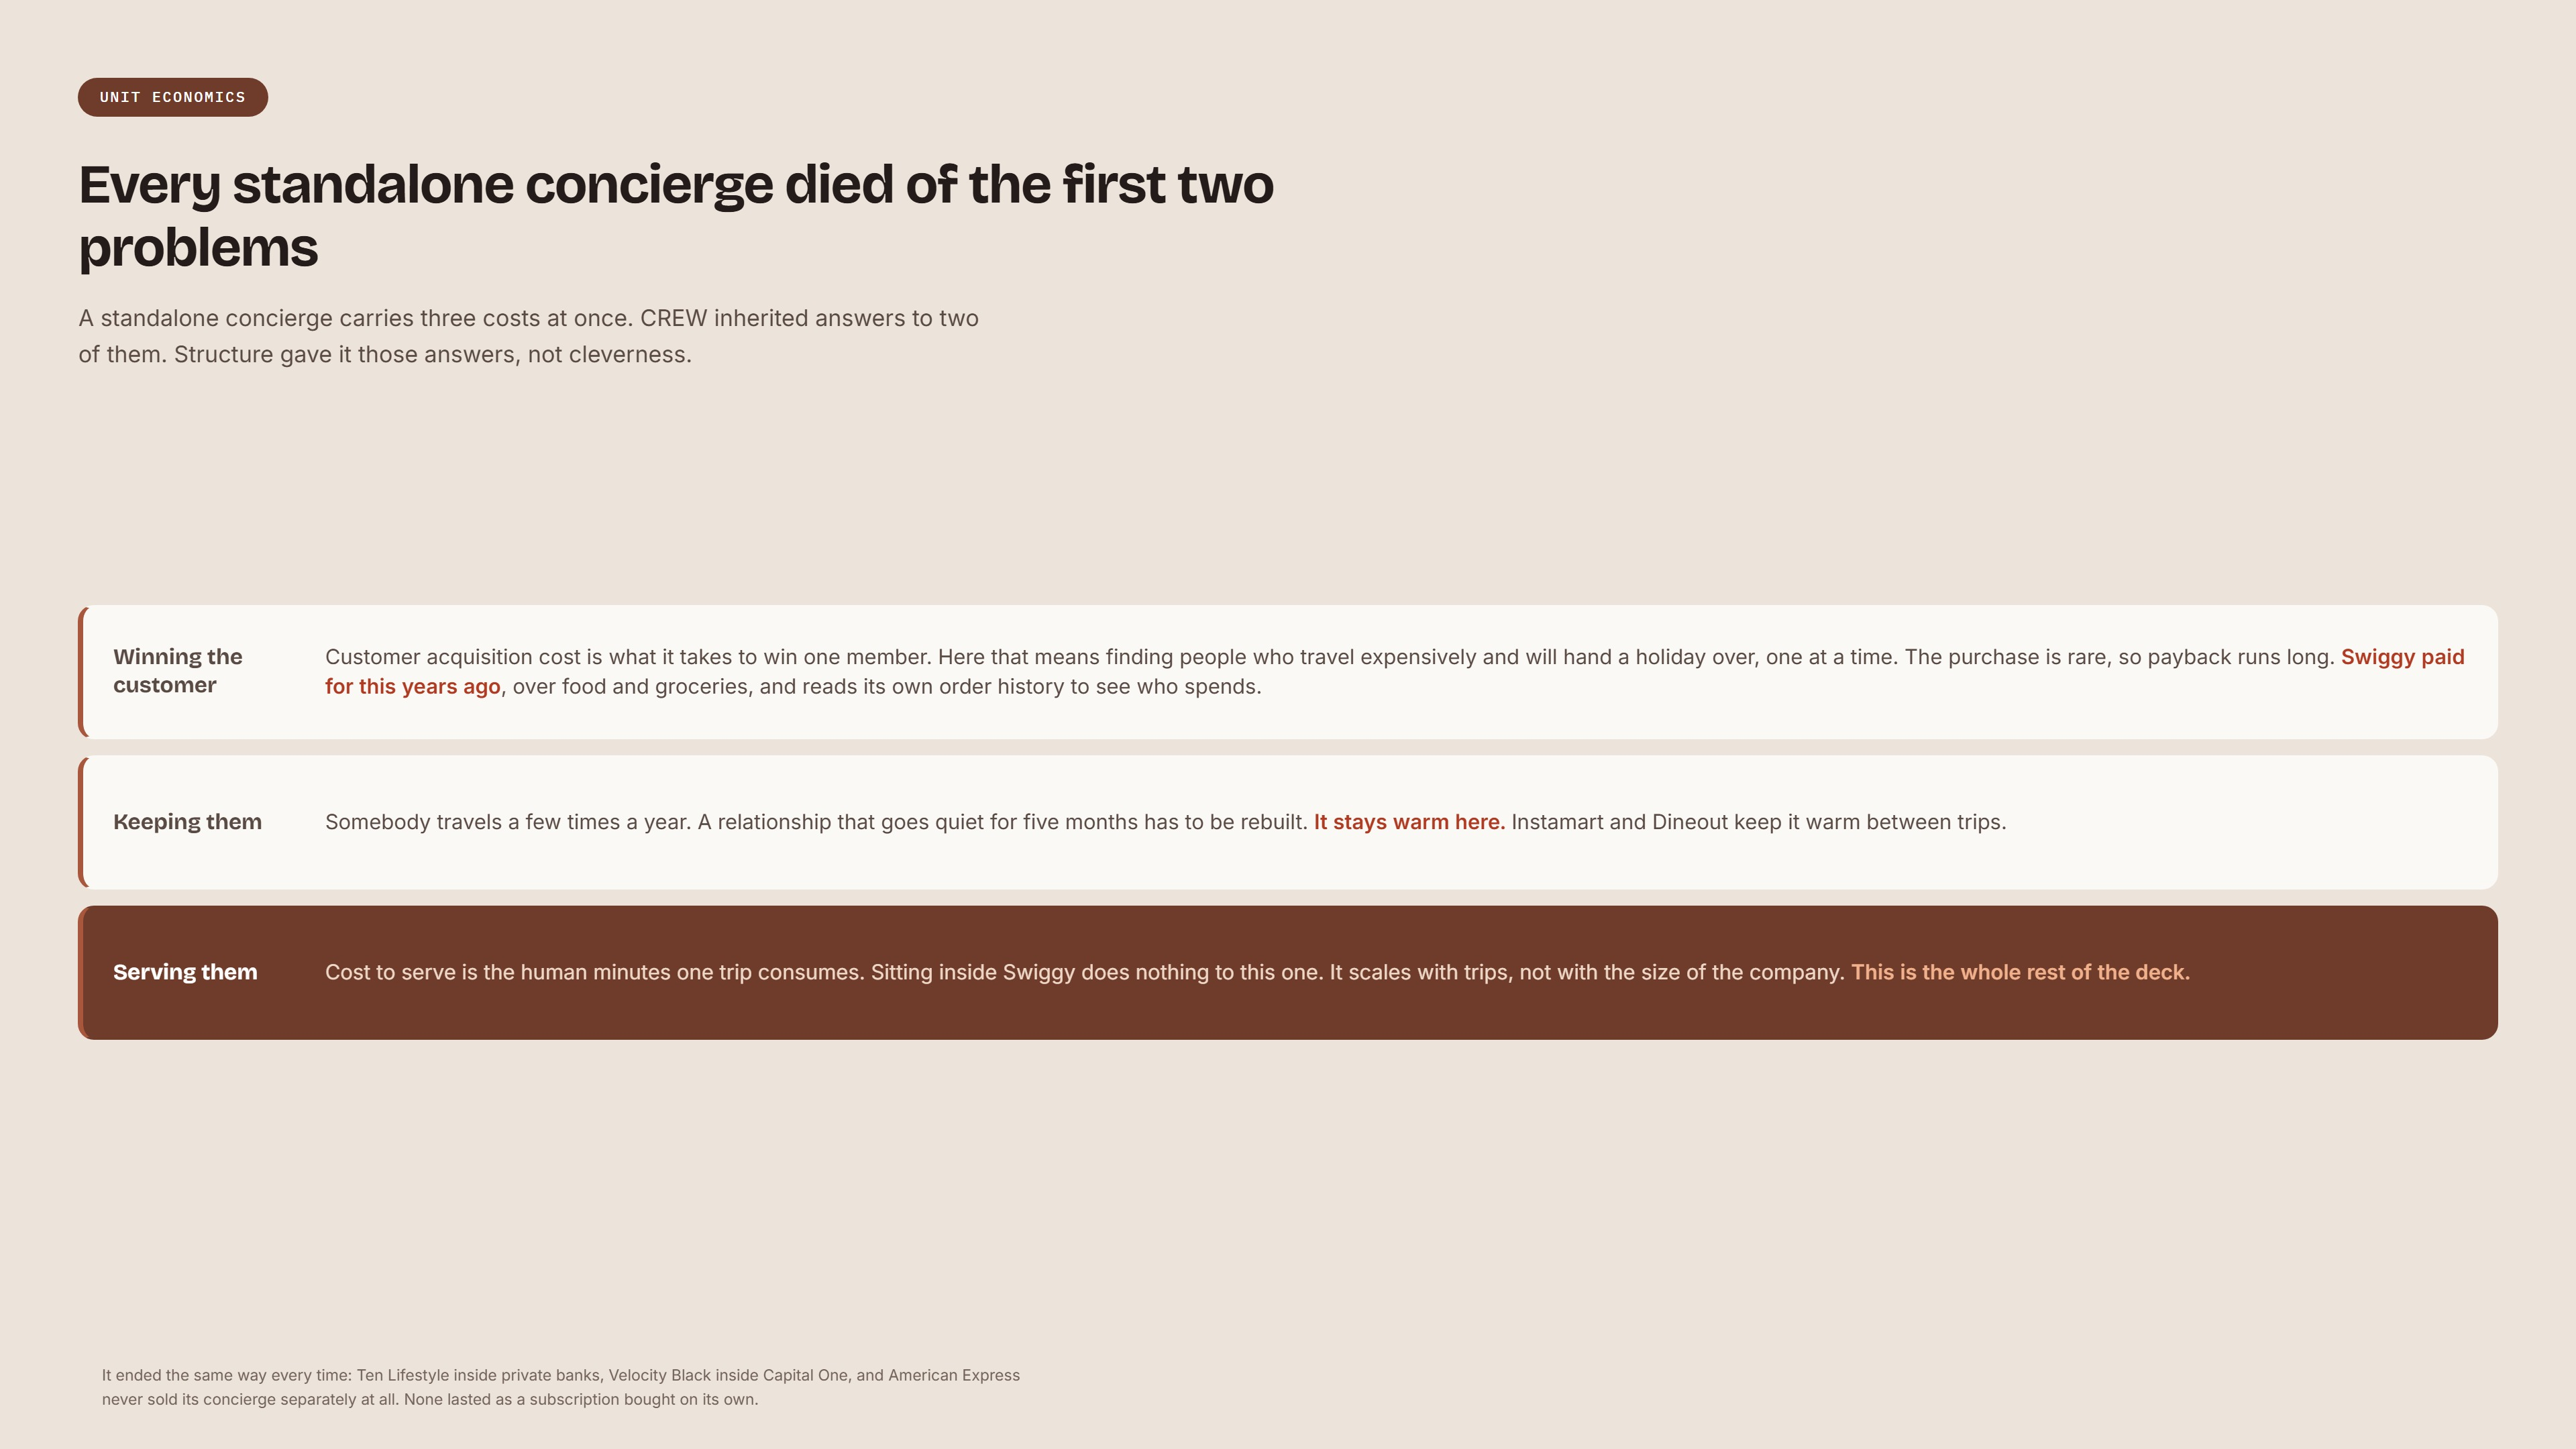 UNIT ECONOMICS
Every standalone concierge died of the first two
problems
A standalone concierge carries three costs at once. CREW inherited answers to two
of them. Structure gave it those answers, not cleverness.
Winning the
customer
Customer acquisition cost is what it takes to win one member. Here that means finding people who travel expensively and will hand a holiday over, one at a time. The purchase is rare, so payback runs long. Swiggy paid
for this years ago, over food and groceries, and reads its own order history to see who spends.
Keeping them
Somebody travels a few times a year. A relationship that goes quiet for five months has to be rebuilt. It stays warm here. Instamart and Dineout keep it warm between trips.
Serving them
Cost to serve is the human minutes one trip consumes. Sitting inside Swiggy does nothing to this one. It scales with trips, not with the size of the company. This is the whole rest of the deck.
It ended the same way every time: Ten Lifestyle inside private banks, Velocity Black inside Capital One, and American Express
never sold its concierge separately at all. None lasted as a subscription bought on its own.